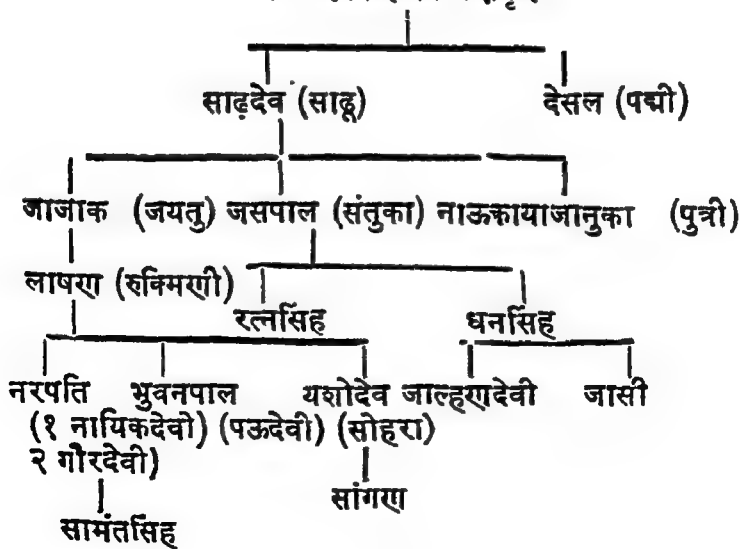 साढ़देव (साढू) देसल (पद्मी)
जाजाक (जयतु) जसपाल (संतुका) नाऊकायाजानुका (पुत्री)
लाषण (रुक्मिणी)
रत्नसिंह धनसिंह
नरपति भुवनपाल यशोदेव जाल्हणदेवी जासी
(१ नायिकदेवो) (पऊदेवी) (सोहरा)
२ गौरदेवी)
सांगण
सामंतसिंह